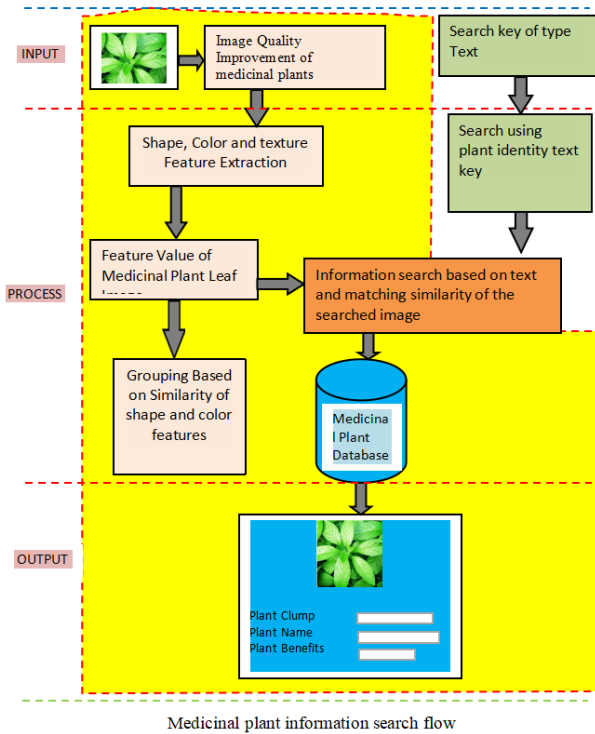 INPUT
Image Quality
Improvement of
medicinal plants
Search key of type
Text
Shape, Color and texture
Feature Extraction
Search using
plant identity text
key
PROCESS
Feature Value of
Medicinal Plant Leaf
Image
Information search based on text
and matching similarity of the
searched image
Grouping Based
on Similarity of
shape and color
features
Medicina
l Plant
Database
OUTPUT
Plant Clump
Plant Name
Plant Benefits
Medicinal plant information search flow